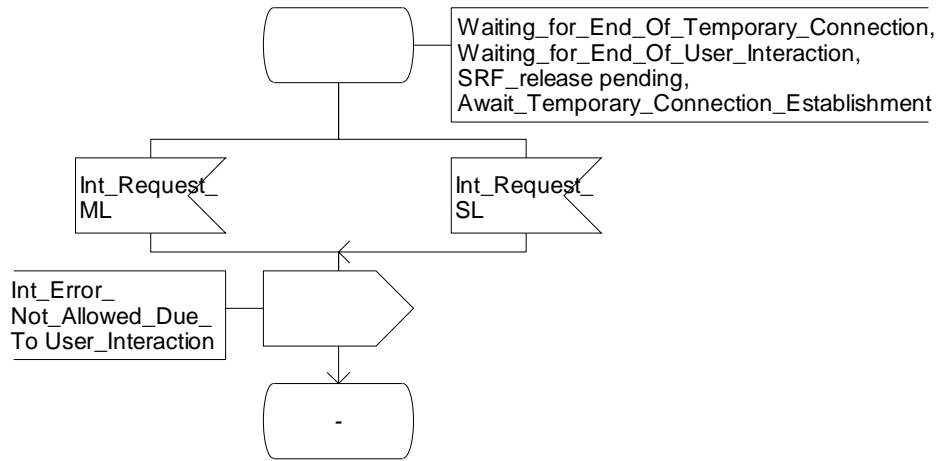 Waiting_for_End_Of_Temporary_Connection,
Waiting_for_End_Of_User_Interaction,
SRF_release pending,
Await_Temporary_Connection_Establishment
Int_Request_
ML
Int_Request_
SL
Int_Error_
Not_Allowed_Due_
To User_Interaction
-